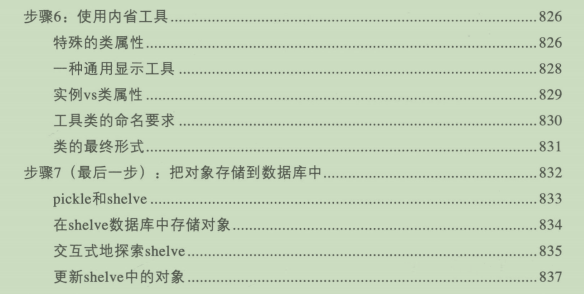 步骤6：使用内省工具............................................................826
特殊的类属性............................................................826
一种通用显示工具............................................................828
实例vs类属性............................................................829
工具类的命名要求............................................................830
类的最终形式............................................................831
步骤7（最后一步）：把对象存储到数据库中............................................................832
pickle和shelve............................................................833
在shelve数据库中存储对象............................................................834
交互式地探索shelve............................................................835
更新shelve中的对象............................................................837